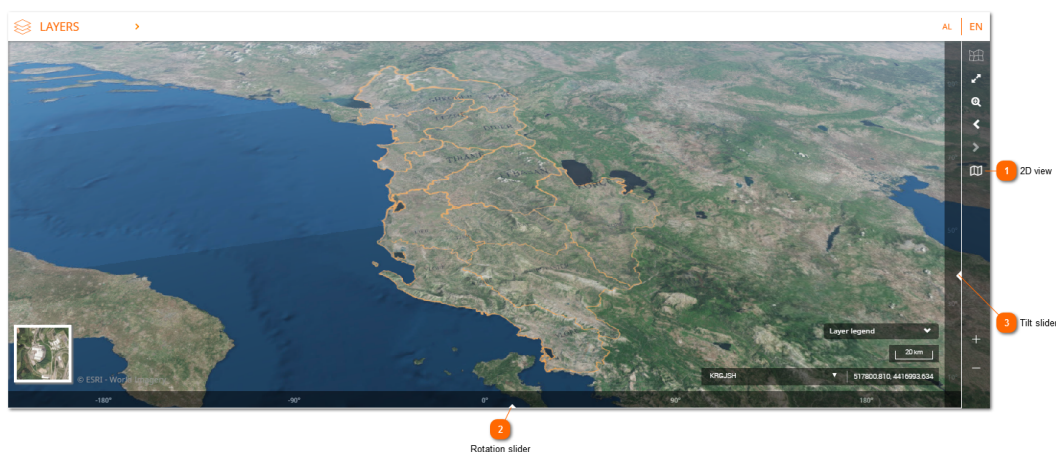 LAYERS
AL EN
1 2D view
3 Tilt slider
Layer legend
20 km
KRGJSH 517800.810, 4416993.634
© ESRI - World Imagery
-180° -90° 0° 90° 180°
2
Rotation slider